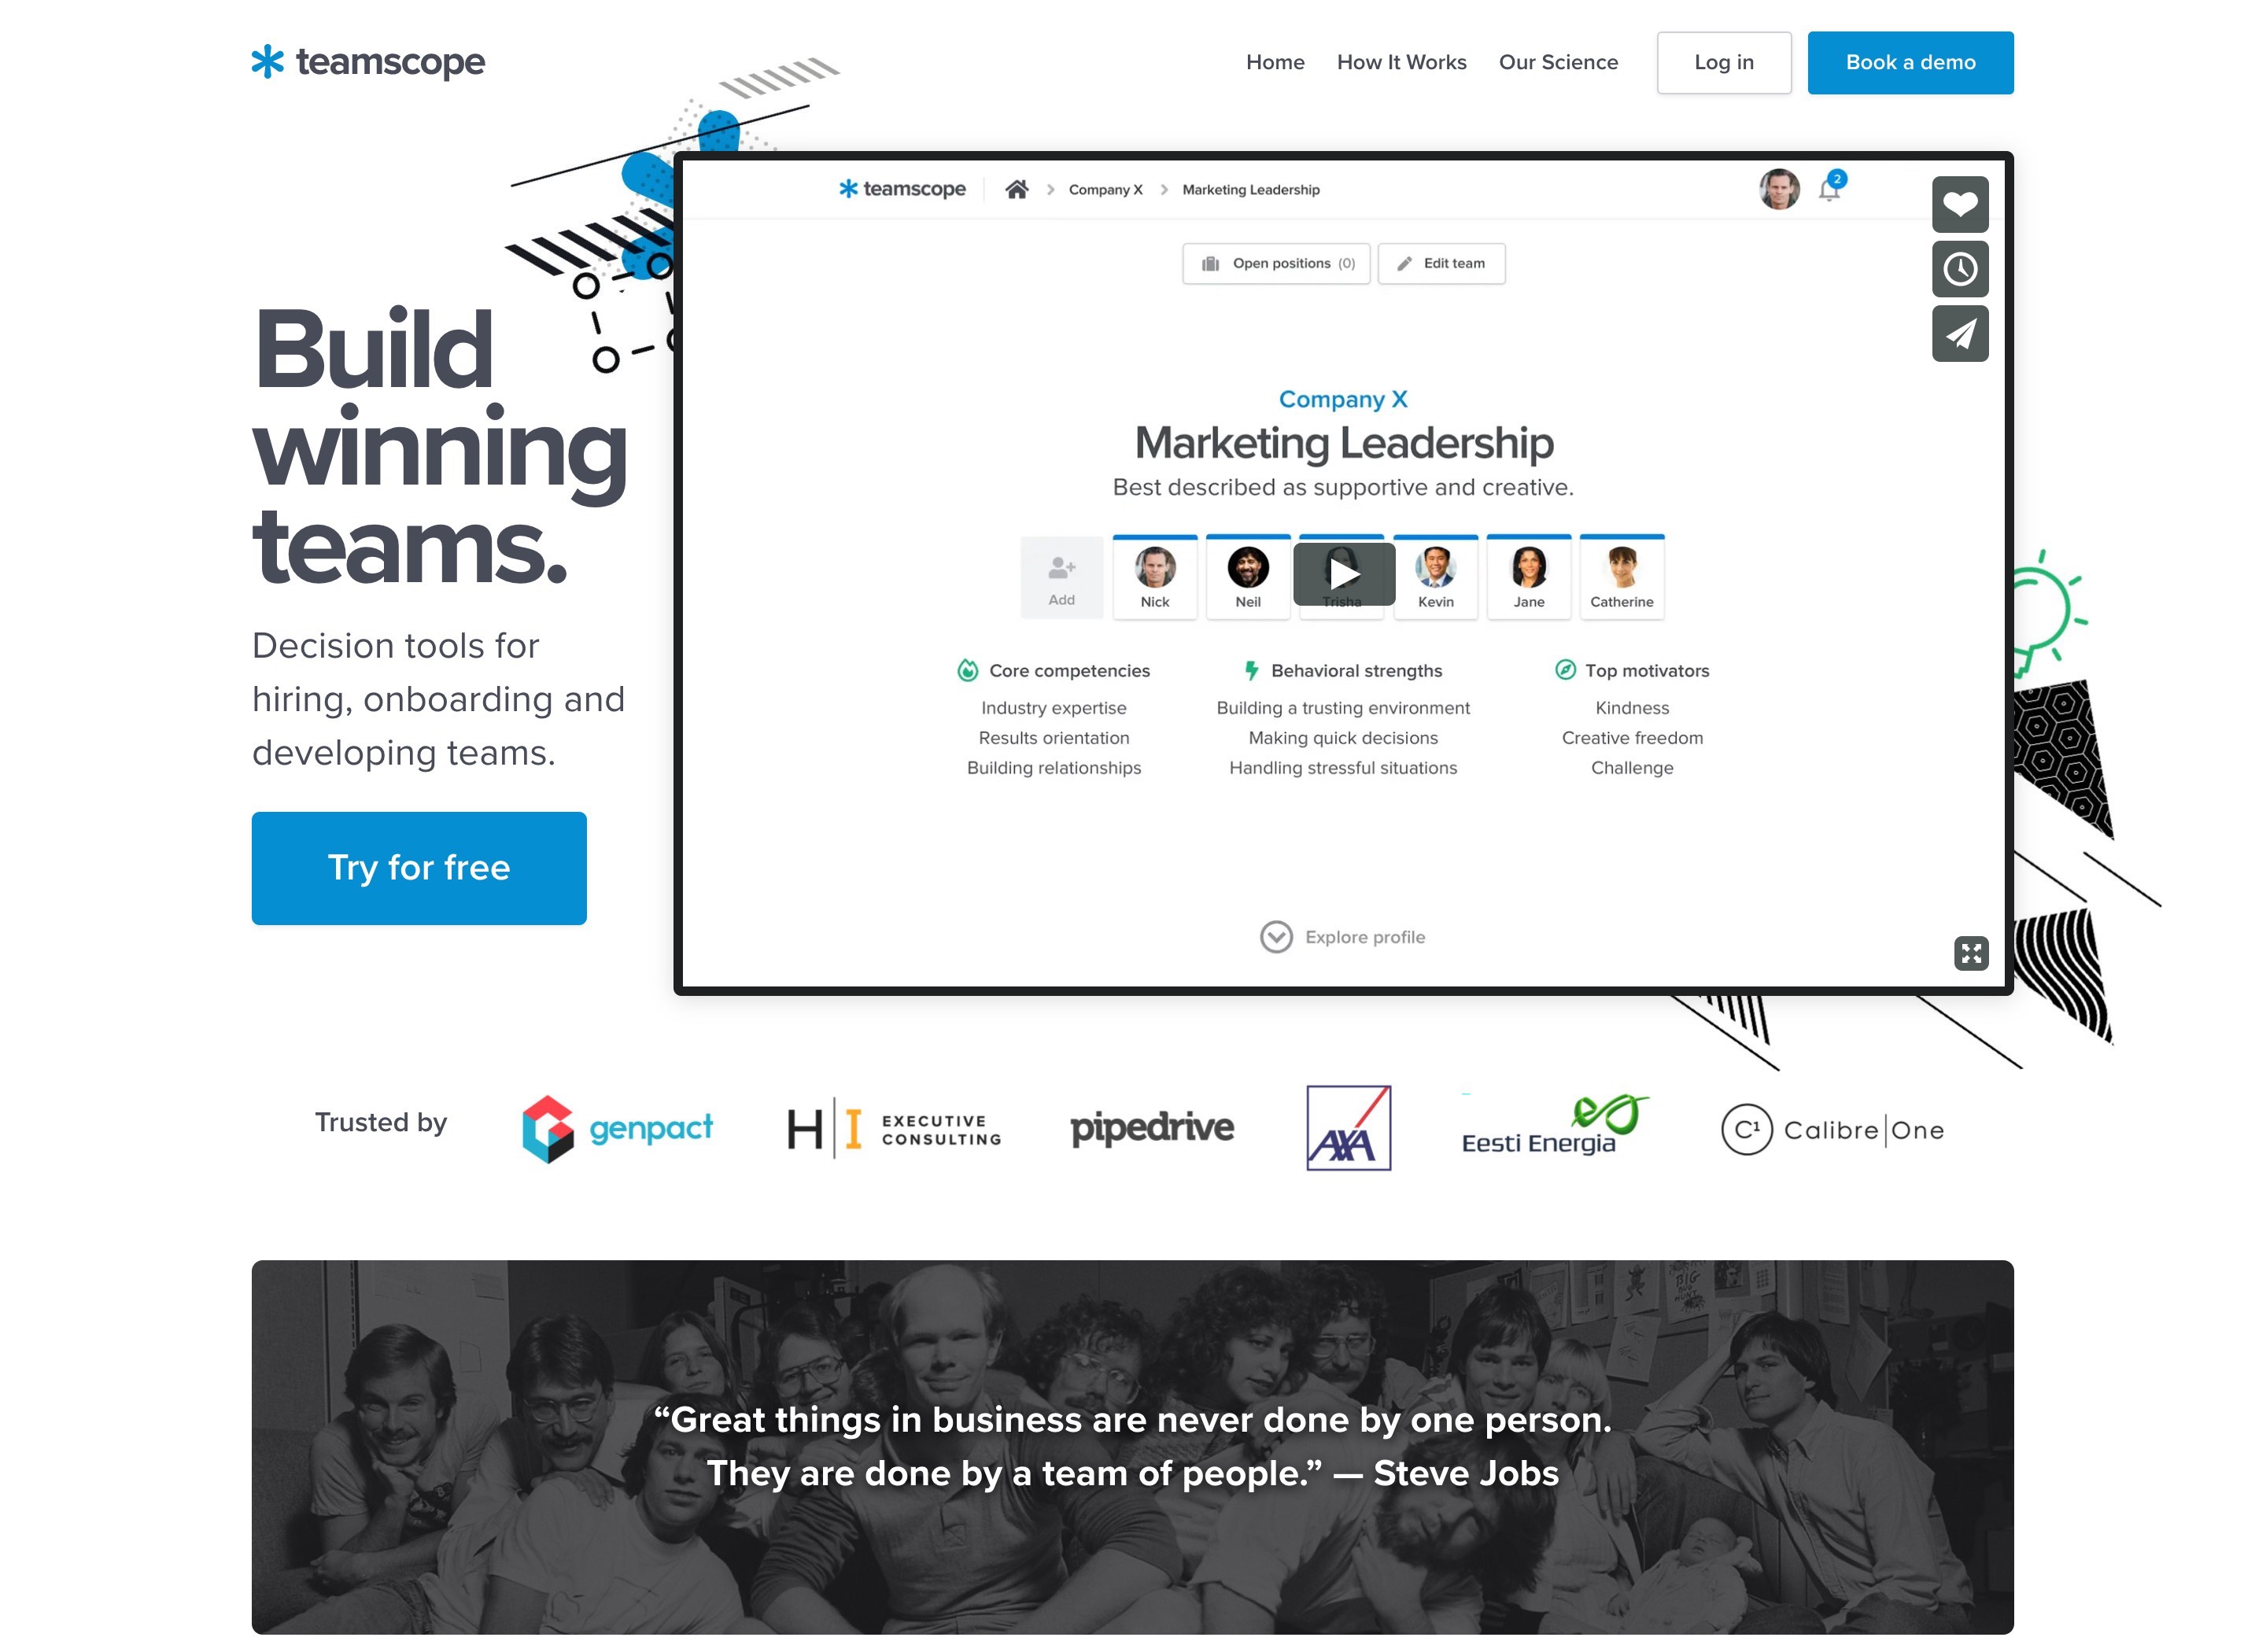 teamscope
Home
How It Works
Our Science
Log in
Book a demo
Build
winning
teams.
Decision tools for
hiring, onboarding and
developing teams.
Try for free
teamscope
Company X
Marketing Leadership
2
Open positions (0)
Edit team
Company X
Marketing Leadership
Best described as supportive and creative.
Add
Nick
Neil
Trisha
Kevin
Jane
Catherine
Core competencies
Industry expertise
Results orientation
Building relationships
Behavioral strengths
Building a trusting environment
Making quick decisions
Handling stressful situations
Top motivators
Kindness
Creative freedom
Challenge
Explore profile
Trusted by
genpact
H|I EXECUTIVE
CONSULTING
pipedrive
AXA
Eesti Energia
C1 Calibre|One
BIG
BUG
HUNT
“Great things in business are never done by one person.
They are done by a team of people.” — Steve Jobs